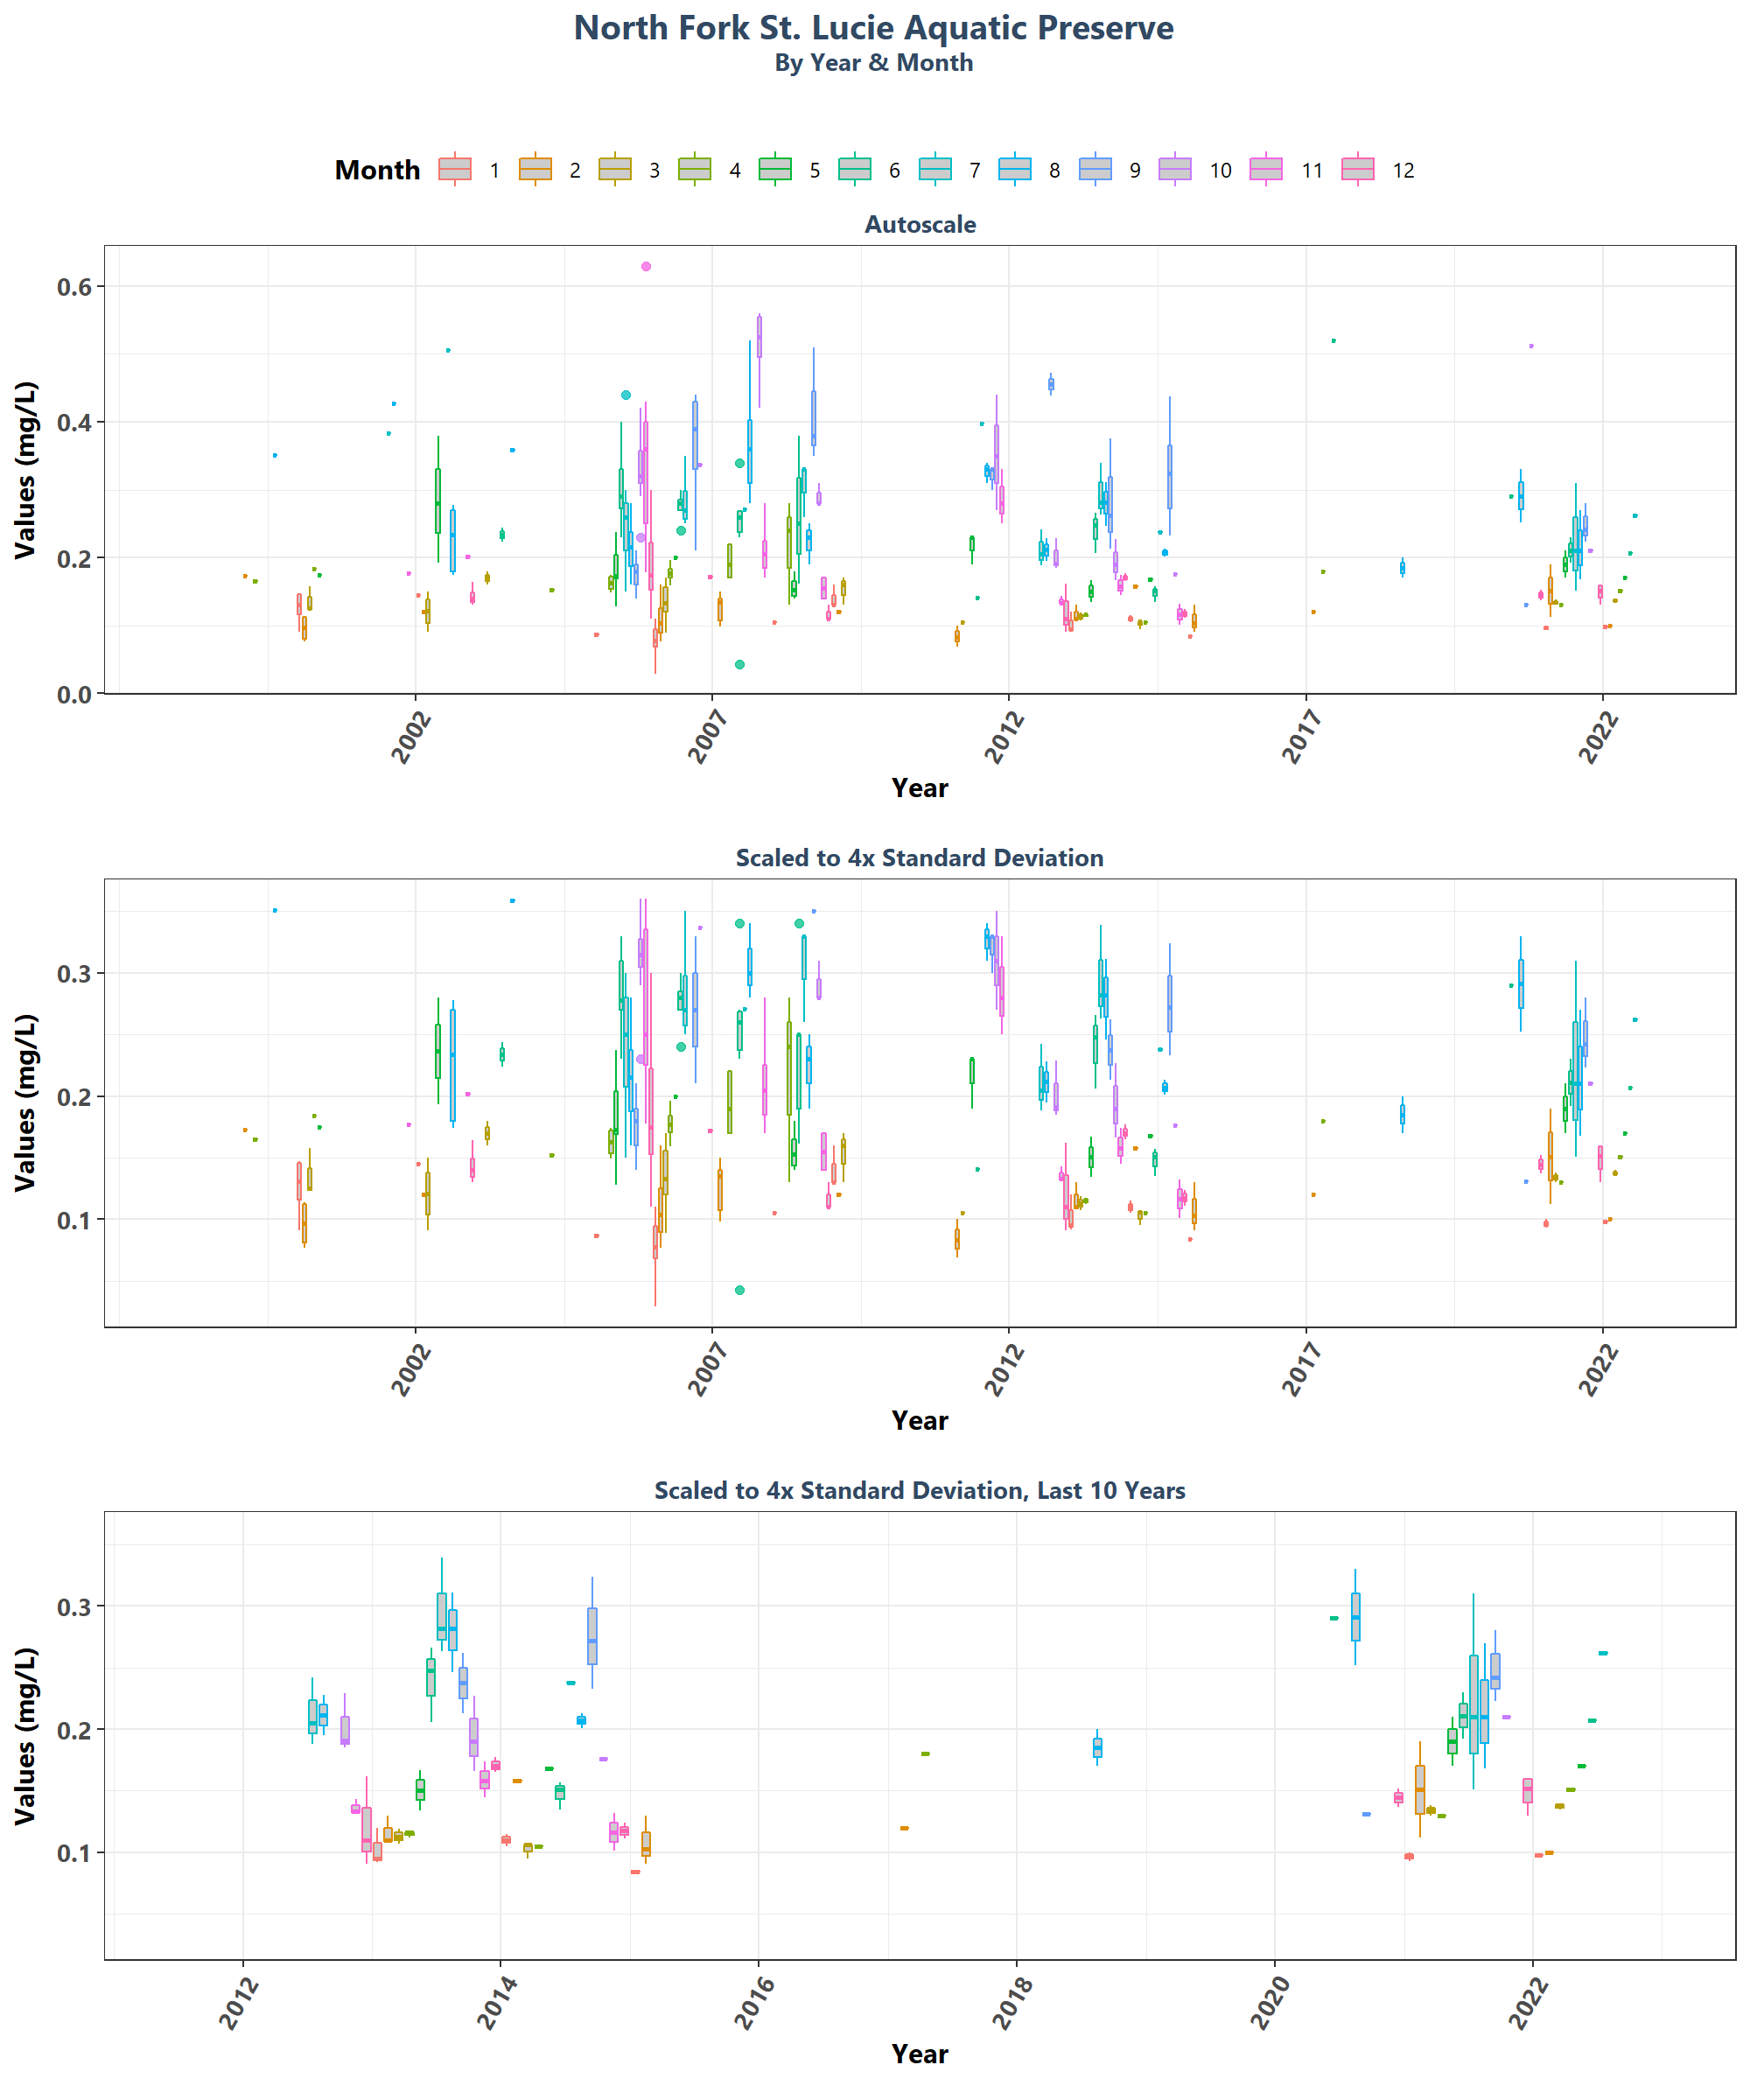 North Fork St. Lucie Aquatic Preserve
By Year & Month
Month 1 2 3 4 5 6 7 8 9 10 11 12
Autoscale
Values (mg/L)
0.6
0.4
0.2
0.0
2002 2007 2012 2017 2022
Year
Scaled to 4x Standard Deviation
Values (mg/L)
0.3
0.2
0.1
2002 2007 2012 2017 2022
Year
Scaled to 4x Standard Deviation, Last 10 Years
Values (mg/L)
0.3
0.2
0.1
2012 2014 2016 2018 2020 2022
Year